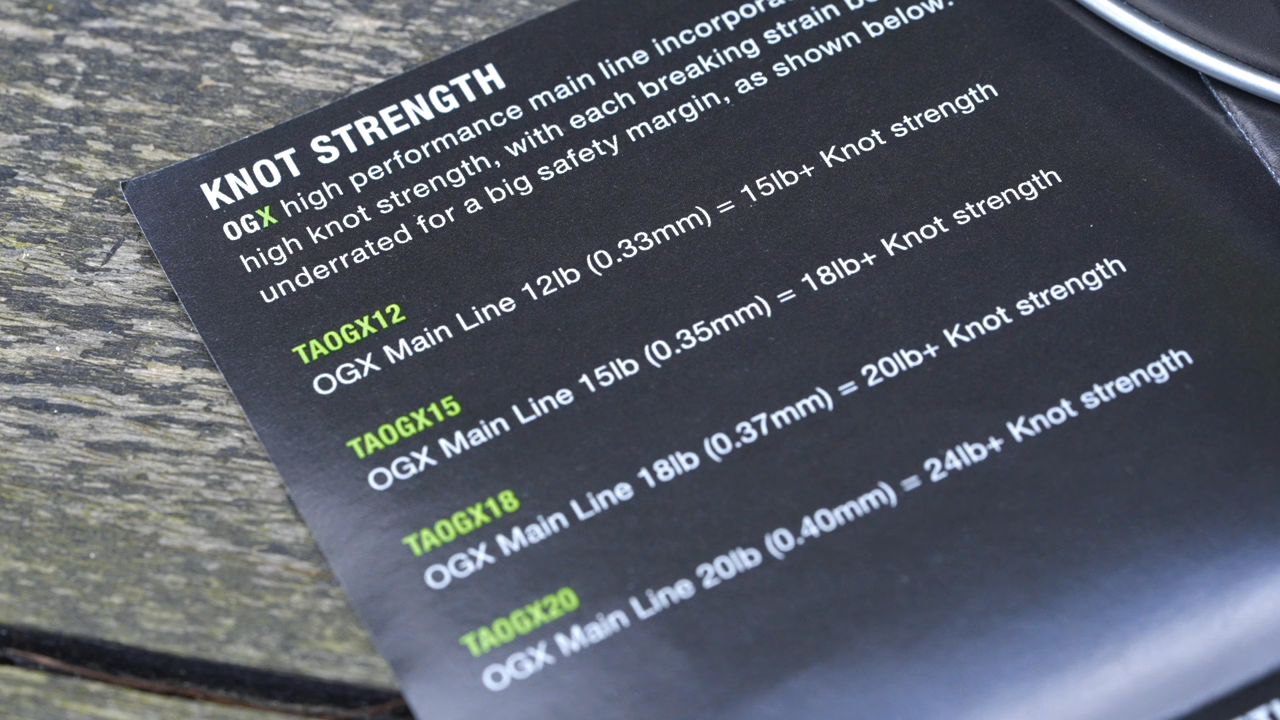 KNOT STRENGTH
OGX high performance main line
high knot strength, with each breaking strain
underrated for a big safety margin, as shown below.
TAOGX12
OGX Main Line 12lb (0.33mm) = 15lb+ Knot strength
TAOGX15
OGX Main Line 15lb (0.35mm) = 18lb+ Knot strength
TAOGX18
OGX Main Line 18lb (0.37mm) = 20lb+ Knot strength
TAOGX20
OGX Main Line 20lb (0.40mm) = 24lb+ Knot strength